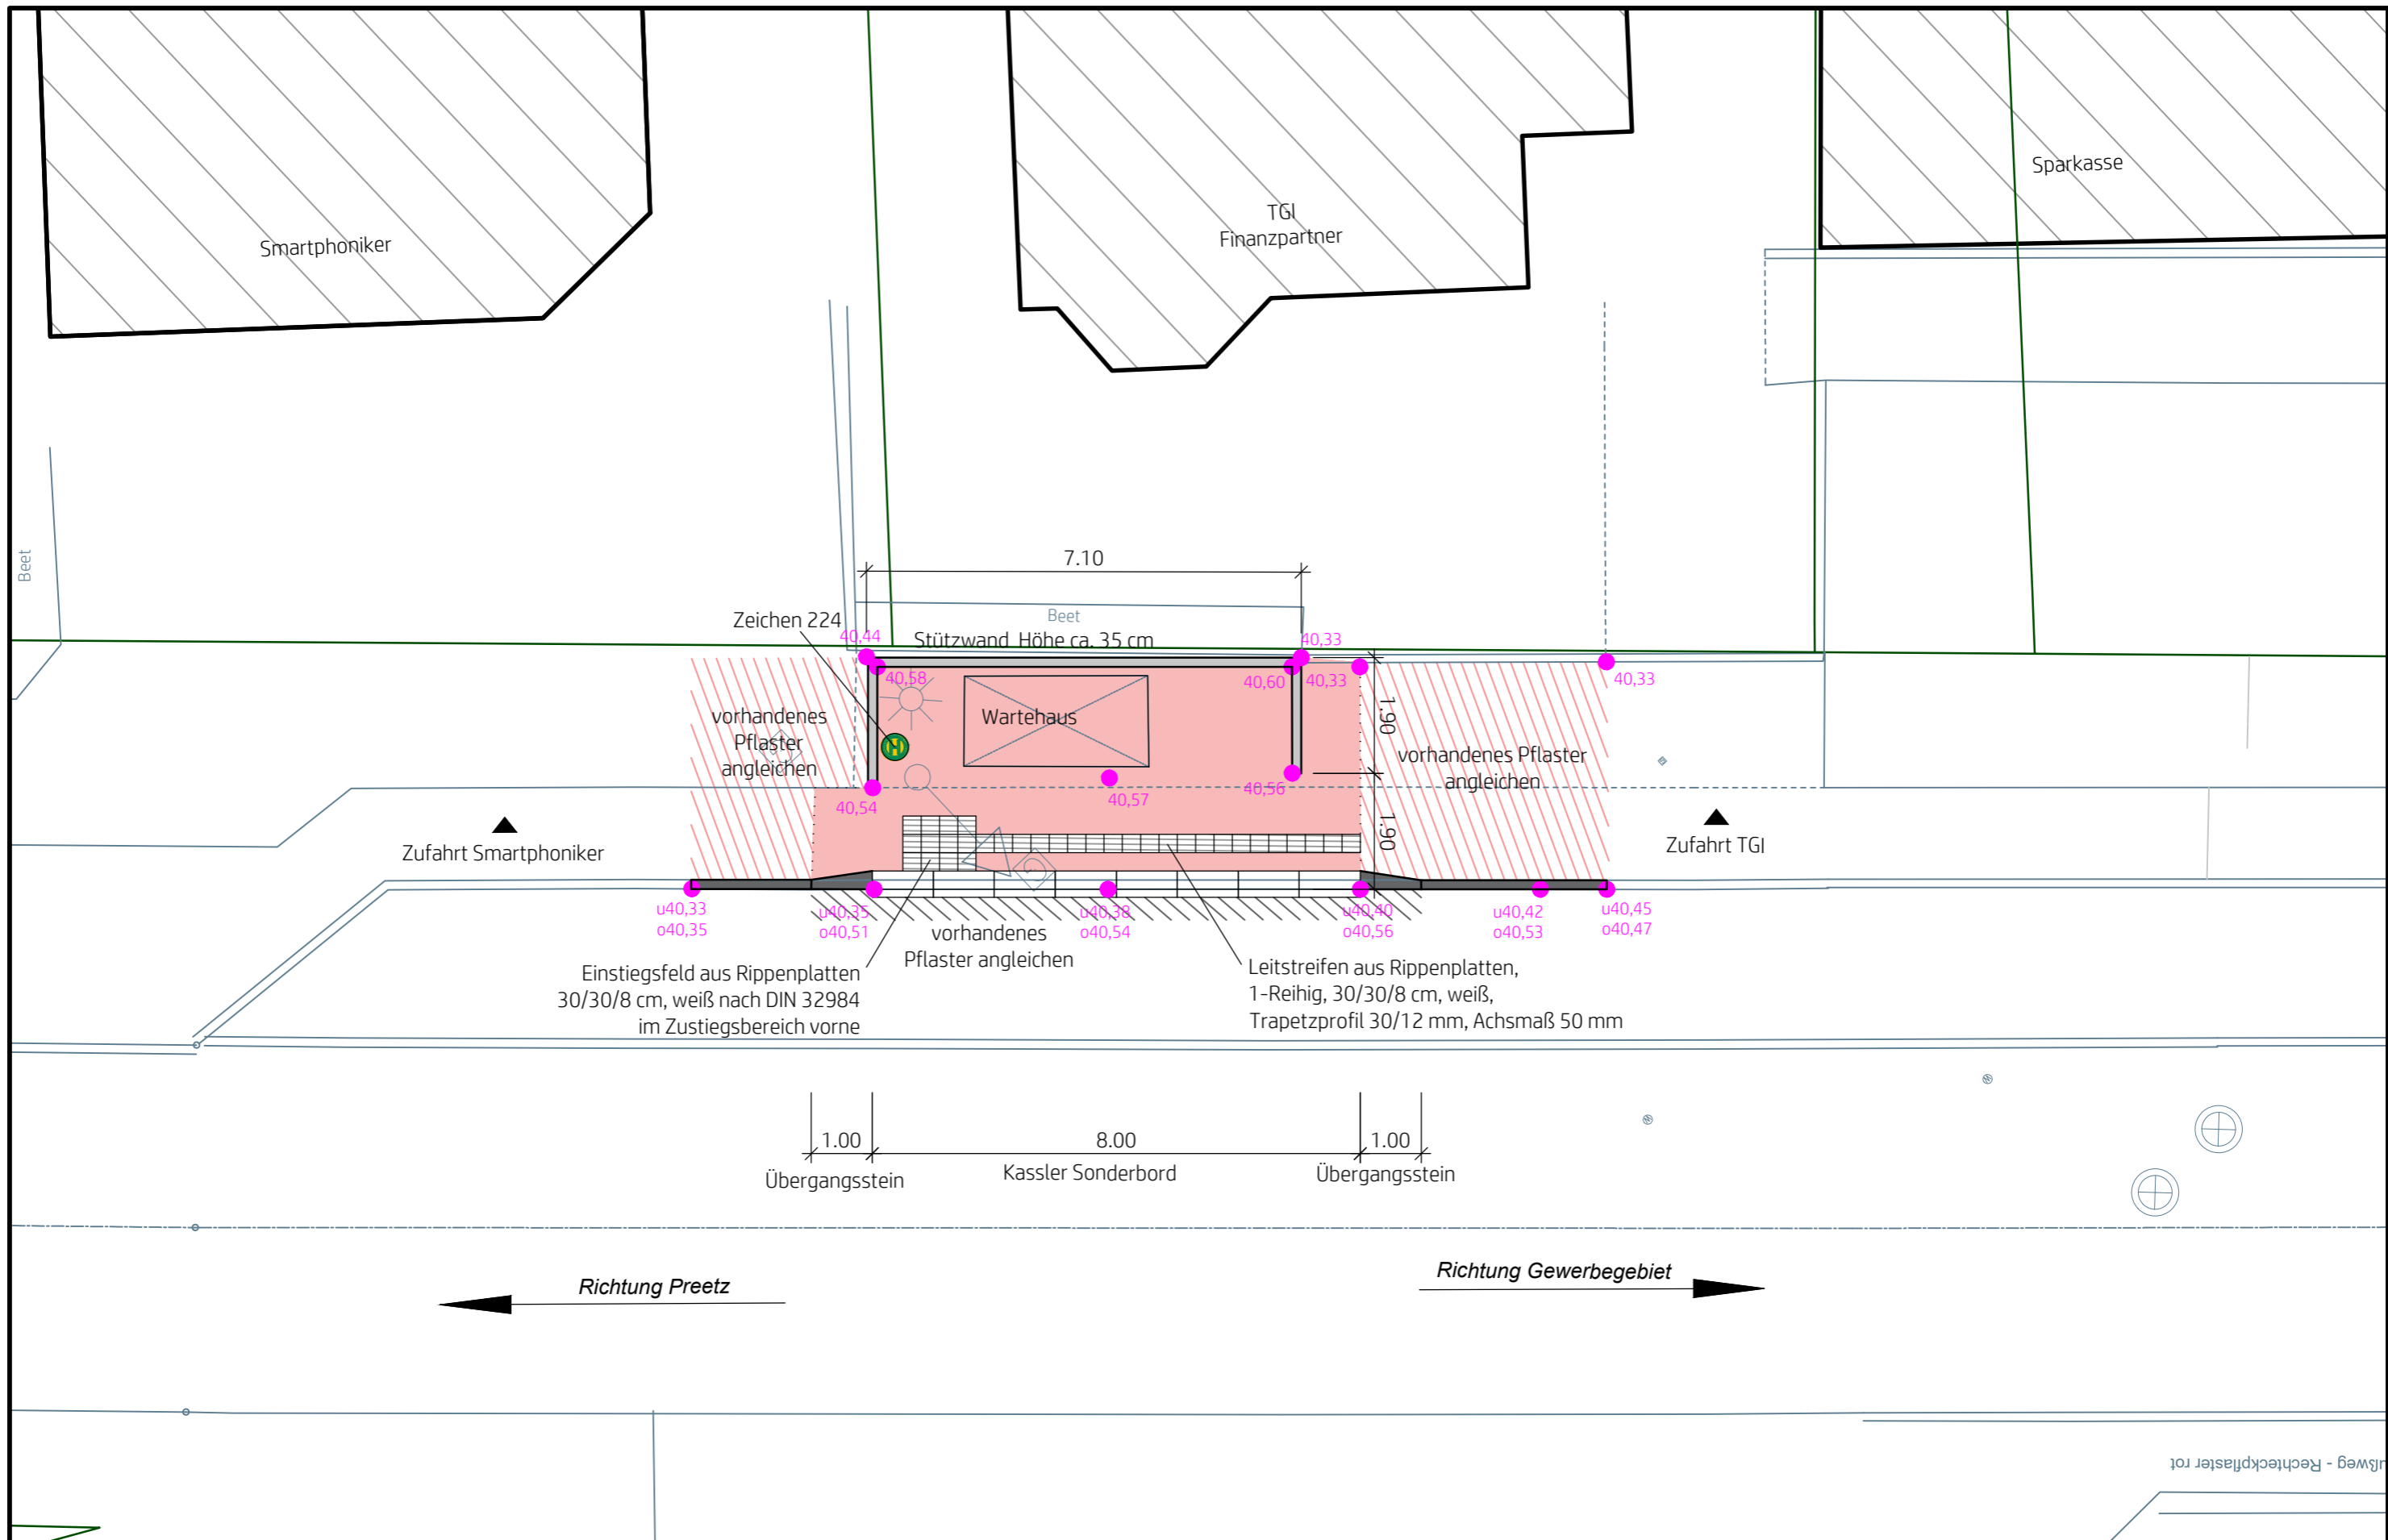 Sparkasse
TGI
Finanzpartner
Smartphoniker
Beet
7.10
Beet
Zeichen 224
40,44
Stützwand Höhe ca. 35 cm
40,33
40,58
40,60
40,33
40,33
Wartehaus
vorhandenes
Pflaster
angleichen
H
1.90
vorhandenes Pflaster
angleichen
40,54
40,57
40,56
1.90
Zufahrt Smartphoniker
Zufahrt TGI
G
G
u40,33
o40,35
u40,35
o40,51
u40,38
o40,54
u40,40
o40,56
u40,42
o40,53
u40,45
o40,47
vorhandenes
Pflaster angleichen
Einstiegsfeld aus Rippenplatten
30/30/8 cm, weiß nach DIN 32984
im Zustiegsbereich vorne
Leitstreifen aus Rippenplatten,
1-Reihig, 30/30/8 cm, weiß,
Trapetzprofil 30/12 mm, Achsmaß 50 mm
1.00
8.00
1.00
Übergangsstein
Kassler Sonderbord
Übergangsstein
Richtung Preetz
Richtung Gewerbegebiet
ußweg - Rechteckpflaster rot